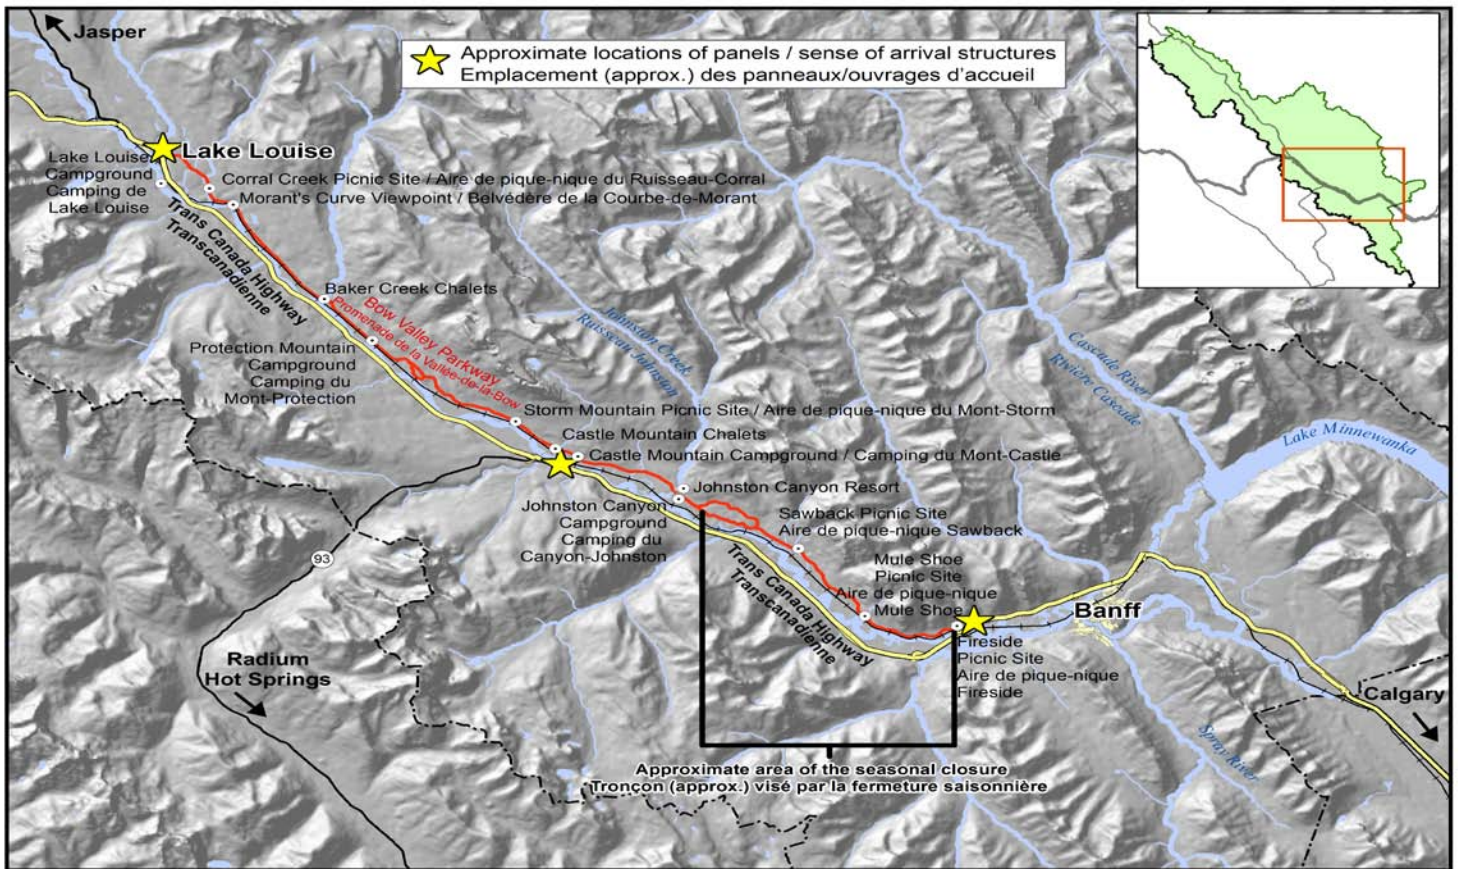 Jasper
Approximate locations of panels / sense of arrival structures
Emplacement (approx.) des panneaux/ouvrages d'accueil
Lake Louise
Lake Louise
Campground
Camping de
Lake Louise
Corral Creek Picnic Site / Aire de pique-nique du Ruisseau-Corral
Morant's Curve Viewpoint / Belvédère de la Courbe-de-Morant
Trans Canada Highway
Transcanadienne
Baker Creek Chalets
Bow Valley Parkway
Promenade de la Vallée-de-la-Bow
Johnston Creek
Ruisseau Johnston
Cascade River
Rivière Cascade
Lake Minnewanka
Protection Mountain
Campground
Camping du
Mont-Protection
Storm Mountain Picnic Site / Aire de pique-nique du Mont-Storm
Castle Mountain Chalets
Castle Mountain Campground / Camping du Mont-Castle
Johnston Canyon Resort
Johnston Canyon
Campground
Camping du
Canyon-Johnston
Sawback Picnic Site
Aire de pique-nique Sawback
93
Mule Shoe
Picnic Site
Aire de pique-nique
Mule Shoe
Trans Canada Highway
Transcanadienne
Banff
Fireside
Picnic Site
Aire de pique-nique
Fireside
Radium
Hot Springs
Calgary
Spray River
Approximate area of the seasonal closure
Tronçon (approx.) visé par la fermeture saisonnière